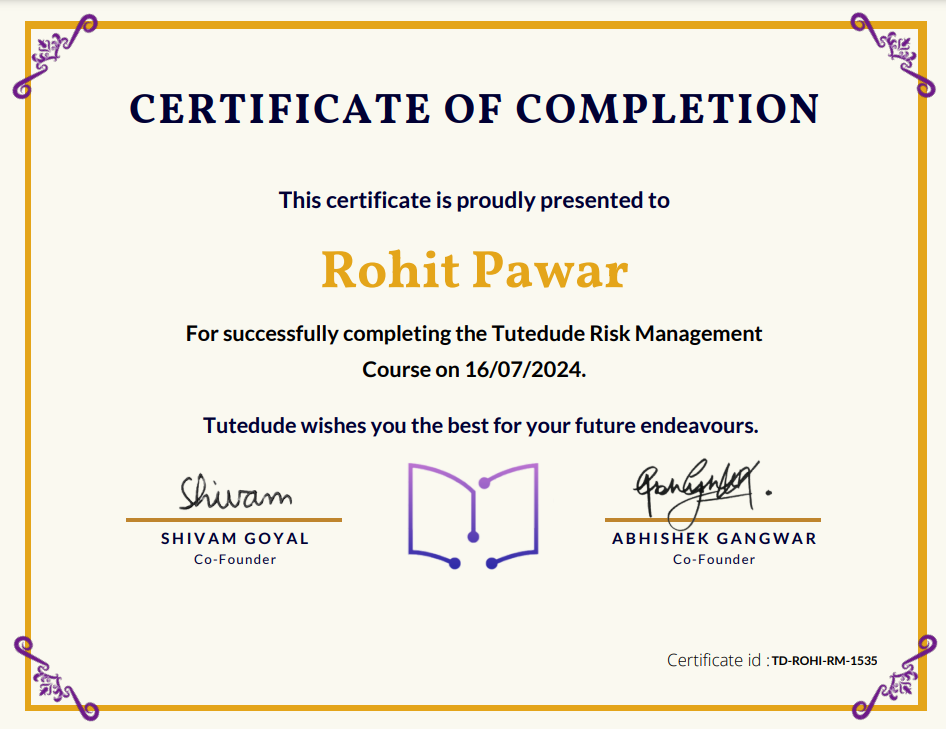 CERTIFICATE OF COMPLETION
This certificate is proudly presented to
Rohit Pawar
For successfully completing the Tutedude Risk Management
Course on 16/07/2024.
Tutedude wishes you the best for your future endeavours.
Shivam
SHIVAM GOYAL
Co-Founder
ABHISHEK GANGWAR
Co-Founder
Certificate id : TD-ROHI-RM-1535